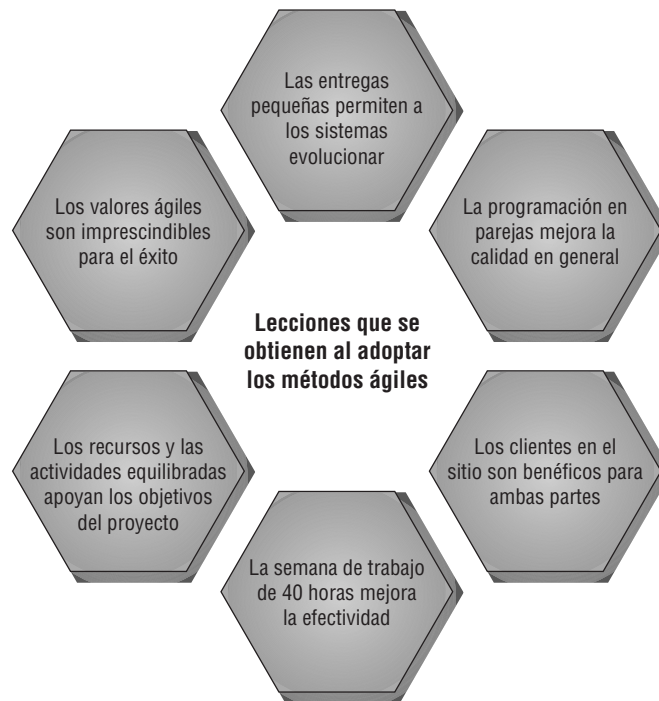 Las entregas
pequeñas permiten a
los sistemas
evolucionar
Los valores ágiles
son imprescindibles
para el éxito
La programación en
parejas mejora la
calidad en general
Lecciones que se
obtienen al adoptar
los métodos ágiles
Los recursos y las
actividades equilibradas
apoyan los objetivos
del proyecto
Los clientes en el
sitio son benéficos para
ambas partes
La semana de trabajo
de 40 horas mejora
la efectividad